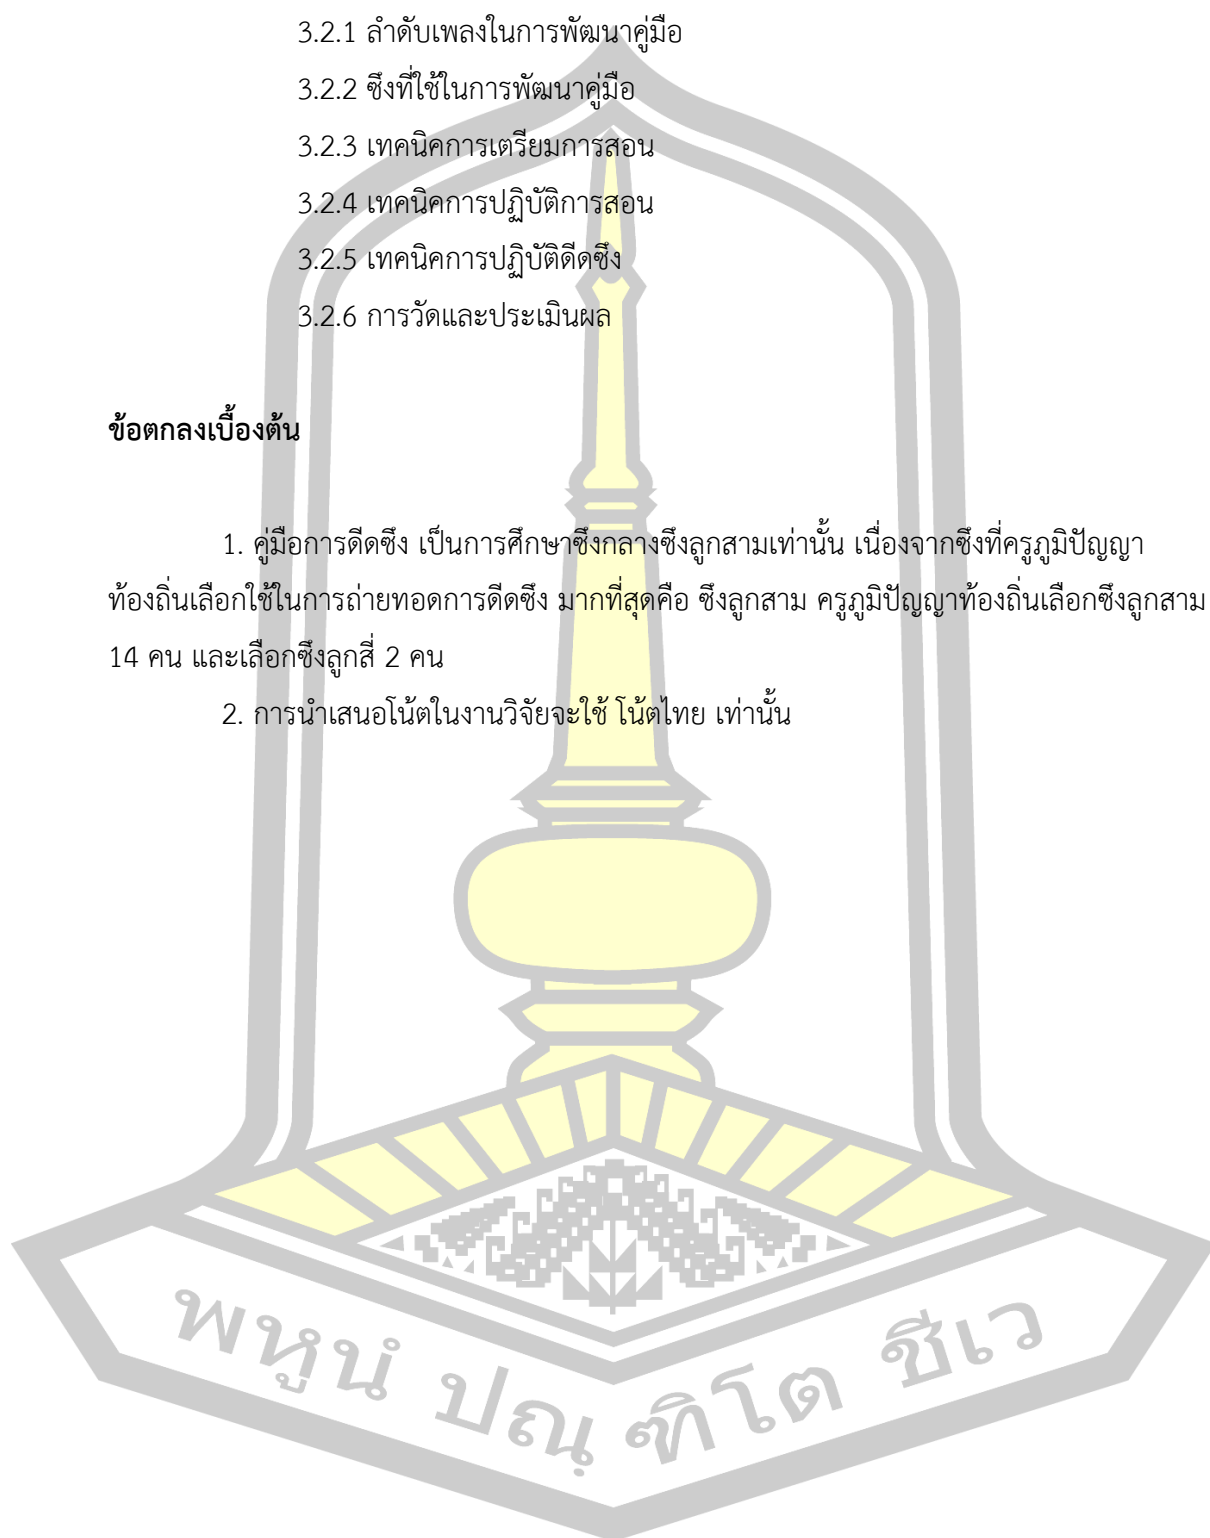 3.2.1 ลำดับเพลงในการพัฒนาคู่มือ
3.2.2 ซึงที่ใช้ในการพัฒนาคู่มือ
3.2.3 เทคนิคการเตรียมการสอน
3.2.4 เทคนิคการปฏิบัติการสอน
3.2.5 เทคนิคการปฏิบัติดีดซึง
3.2.6 การวัดและประเมินผล
ข้อตกลงเบื้องต้น
1. คู่มือการดีดซึง เป็นการศึกษาซึงกลางซึงลูกสามเท่านั้น เนื่องจากซึงที่ครูภูมิปัญญา
ท้องถิ่นเลือกใช้ในการถ่ายทอดการดีดซึง มากที่สุดคือ ซึงลูกสาม ครูภูมิปัญญาท้องถิ่นเลือกซึงลูกสาม
14 คน และเลือกซึงลูกสี่ 2 คน
2. การนำเสนอโน้ตในงานวิจัยจะใช้ โน้ตไทย เท่านั้น
พหูนํ ปณฺ ฑิโต ชีเว